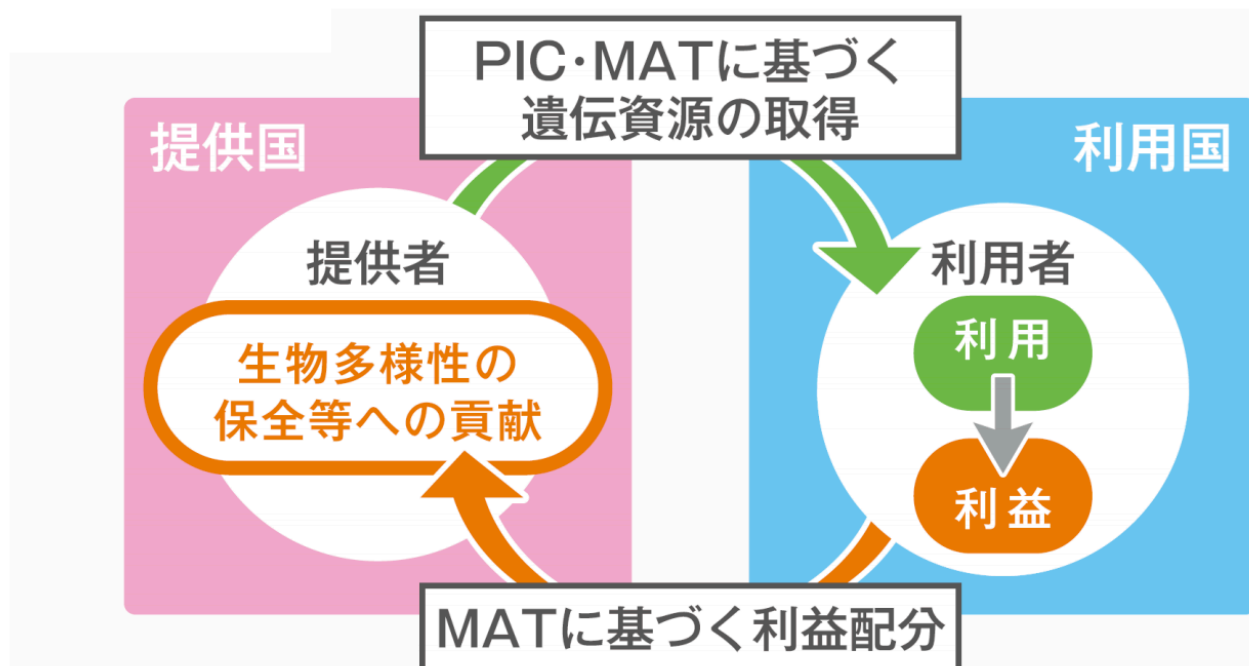 PIC・MATに基づく
遺伝資源の取得
提供国
利用国
提供者
利用者
生物多様性の
保全等への貢献
利用
利益
MATに基づく利益配分